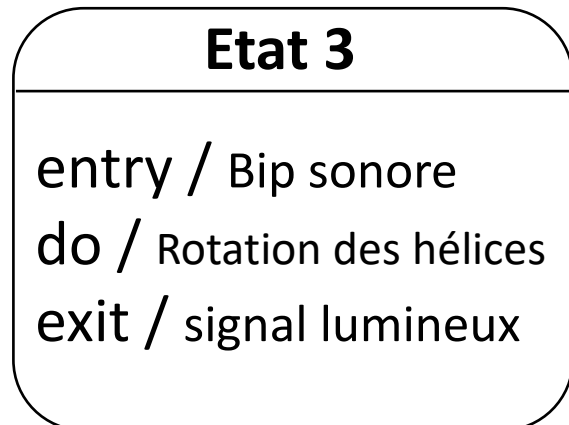 Etat 3
entry / Bip sonore
do / Rotation des hélices
exit / signal lumineux